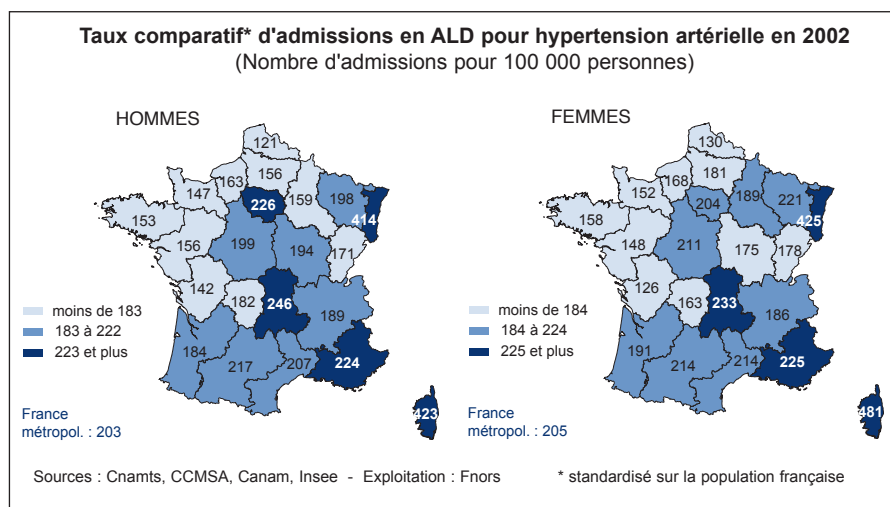 Taux comparatif* d'admissions en ALD pour hypertension artérielle en 2002
(Nombre d'admissions pour 100 000 personnes)
HOMMES
121
156
163
147
159
198
226
414
153
156
199
194
171
142
182
246
189
184
217
207
224
423
moins de 183
183 à 222
223 et plus
France
métropol. : 203
FEMMES
130
181
168
152
189
221
204
425
158
148
211
175
178
126
163
233
186
191
214
214
225
481
moins de 184
184 à 224
225 et plus
France
métropol. : 205
Sources : Cnamts, CCMSA, Canam, Insee - Exploitation : Fnors
* standardisé sur la population française